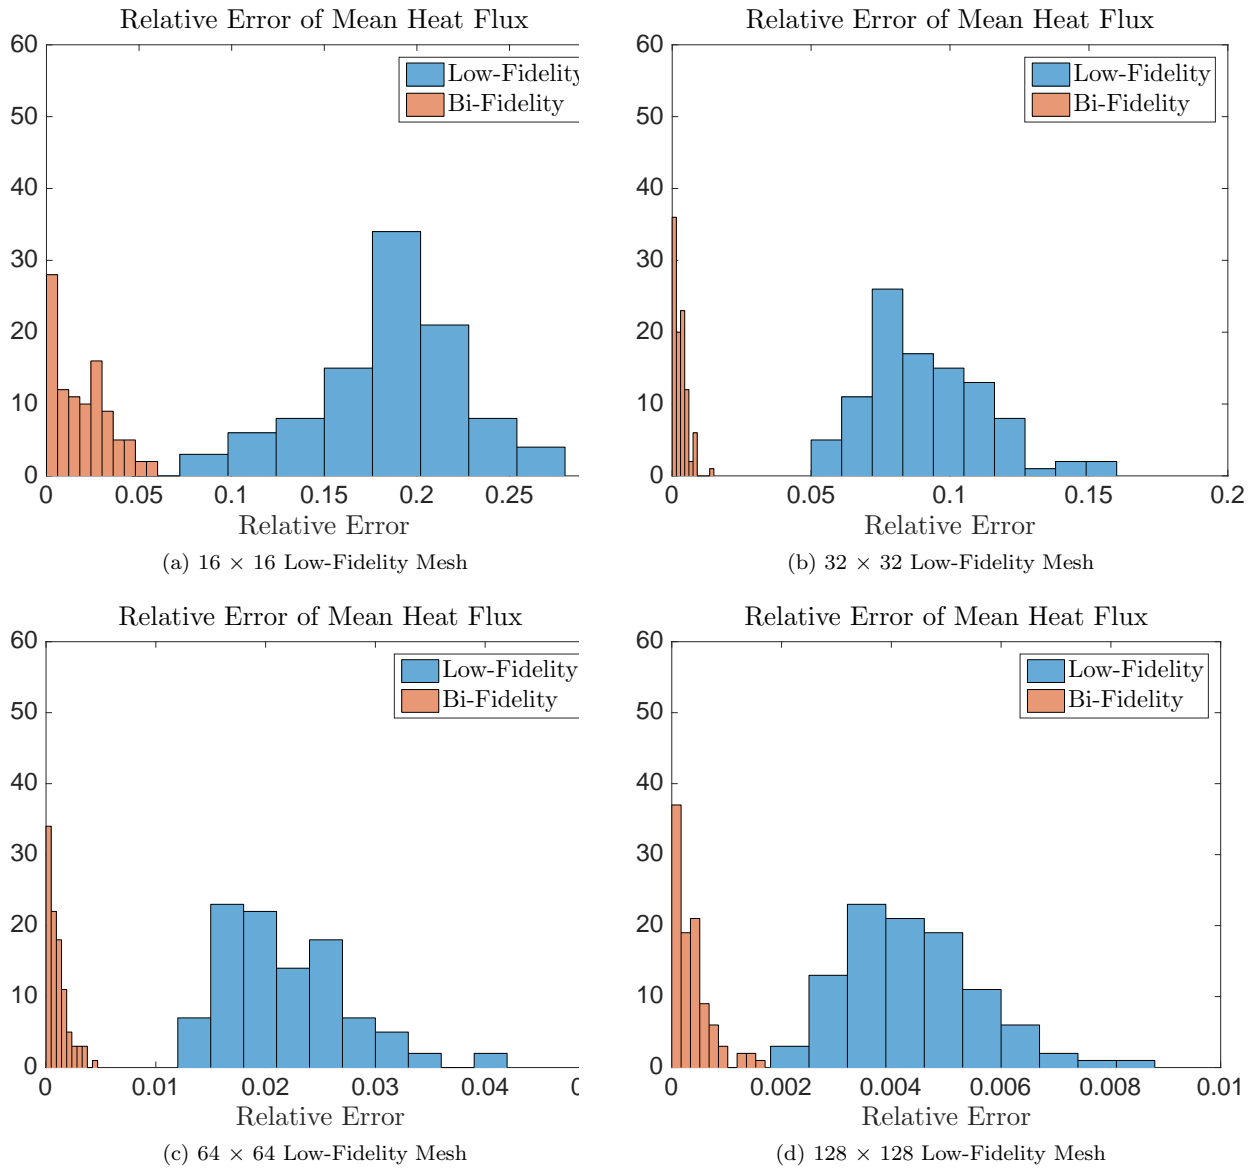 Relative Error of Mean Heat Flux
60
50
40
30
20
10
0
Low-Fidelity
Bi-Fidelity
0 0.05 0.1 0.15 0.2 0.25
Relative Error
(a) 16 × 16 Low-Fidelity Mesh
Relative Error of Mean Heat Flux
60
50
40
30
20
10
0
Low-Fidelity
Bi-Fidelity
0 0.05 0.1 0.15 0.2
Relative Error
(b) 32 × 32 Low-Fidelity Mesh
Relative Error of Mean Heat Flux
60
50
40
30
20
10
0
Low-Fidelity
Bi-Fidelity
0 0.01 0.02 0.03 0.04
Relative Error
(c) 64 × 64 Low-Fidelity Mesh
Relative Error of Mean Heat Flux
60
50
40
30
20
10
0
Low-Fidelity
Bi-Fidelity
0 0.002 0.004 0.006 0.008 0.01
Relative Error
(d) 128 × 128 Low-Fidelity Mesh